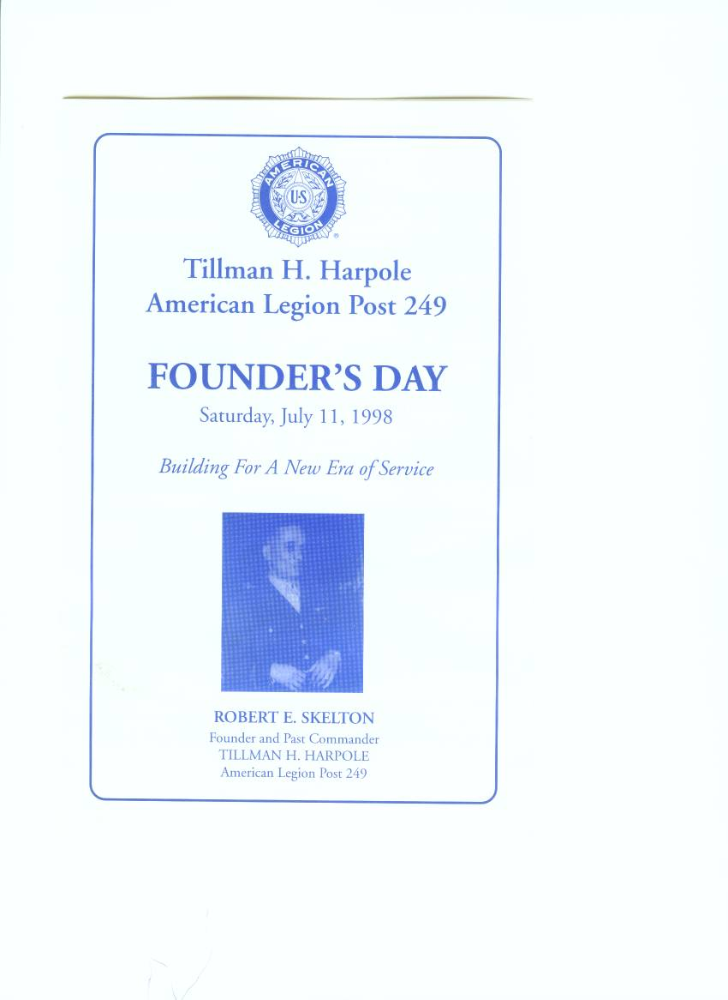 AMERICAN
U·S
LEGION
®
Tillman H. Harpole
American Legion Post 249
FOUNDER'S DAY
Saturday, July 11, 1998
Building For A New Era of Service
ROBERT E. SKELTON
Founder and Past Commander
TILLMAN H. HARPOLE
American Legion Post 249